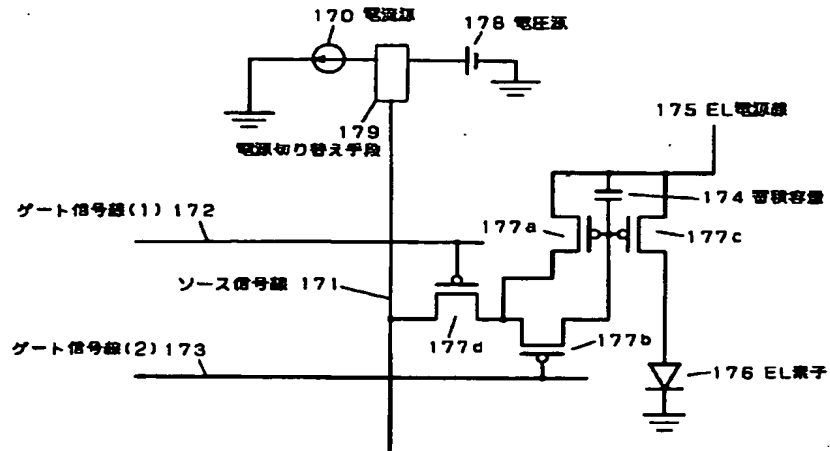 170 電流源
178 電圧源
179
電源切り替え手段
175 EL電源線
174 蓄積容量
ゲート信号線(1) 172
177a
177c
ソース信号線 171
177d
177b
ゲート信号線(2) 173
176 EL素子